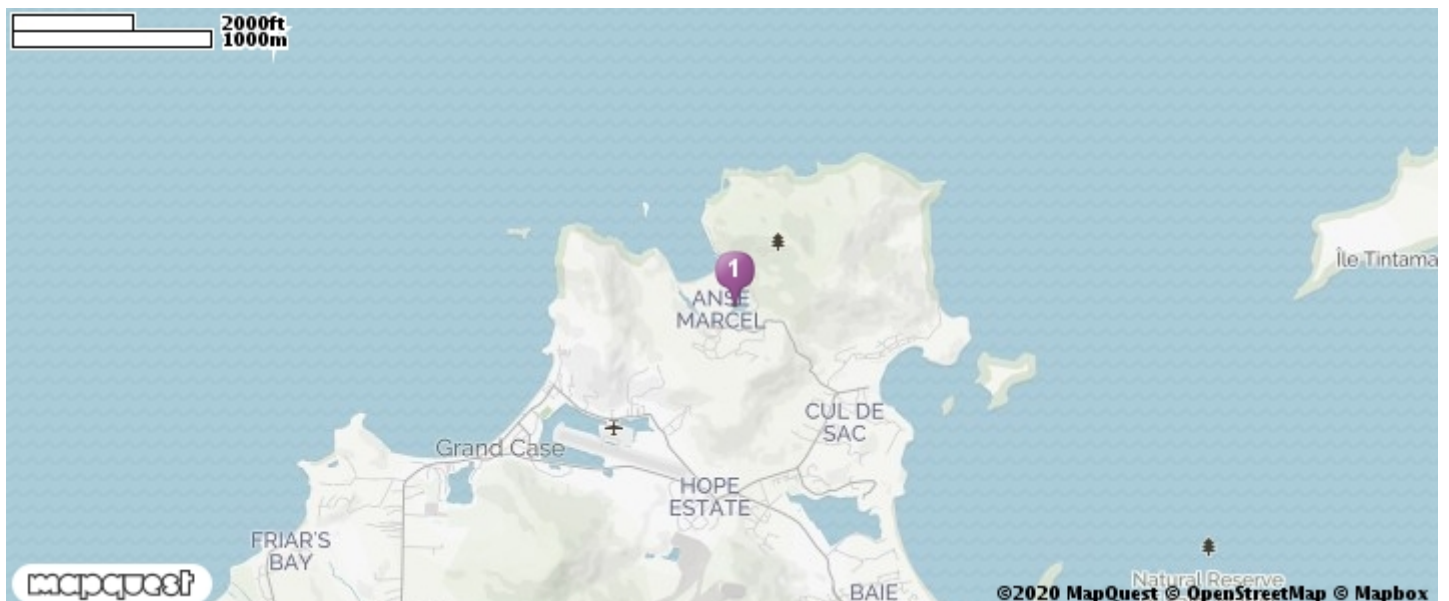 2000ft
1000m
Île Tintama
1
ANSE
MARCEL
CUL DE
SAC
Grand Case
HOPE
ESTATE
FRIAR'S
BAY
mapquest
BAIE
Natural Reserve
©2020 MapQuest © OpenStreetMap © Mapbox